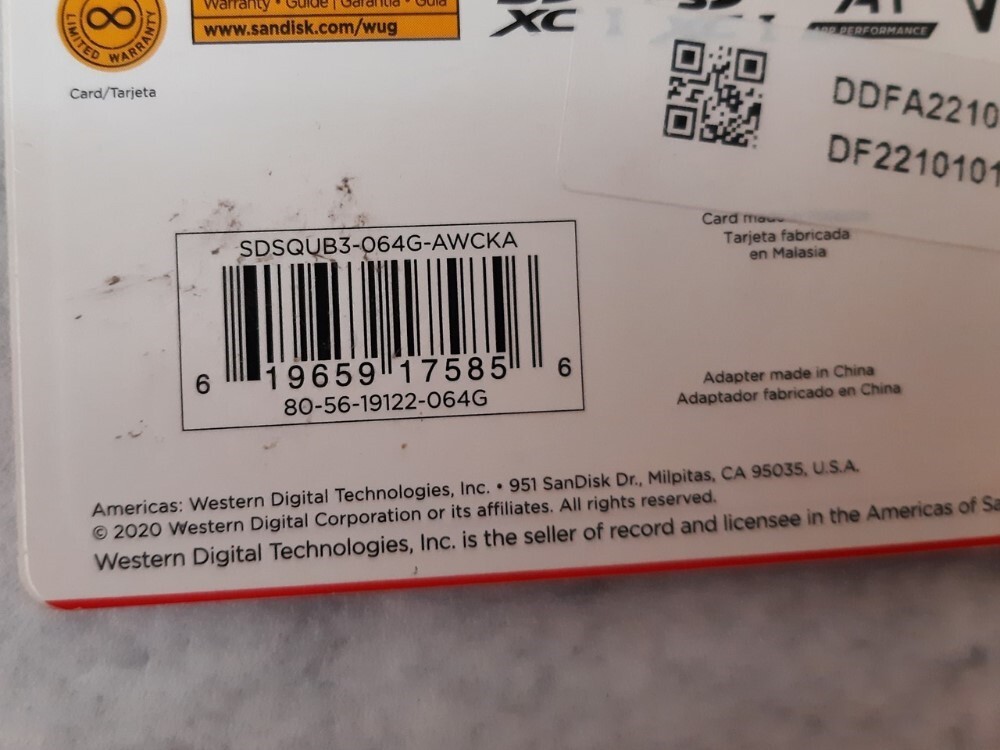 Warranty • Guide | Garantía • Guía
www.sandisk.com/wug
LIMITED WARRANTY
Card/Tarjeta
XC
APP PERFORMANCE
DDFA2210
DF2210101
SDSQUB3-064G-AWCKA
6 19659 17585 6
80-56-19122-064G
Card
Tarjeta fabricada
en Malasia
Adapter made in China
Adaptador fabricado en China
Americas: Western Digital Technologies, Inc. • 951 SanDisk Dr., Milpitas, CA 95035, U.S.A.
© 2020 Western Digital Corporation or its affiliates. All rights reserved.
Western Digital Technologies, Inc. is the seller of record and licensee in the Americas of Sa